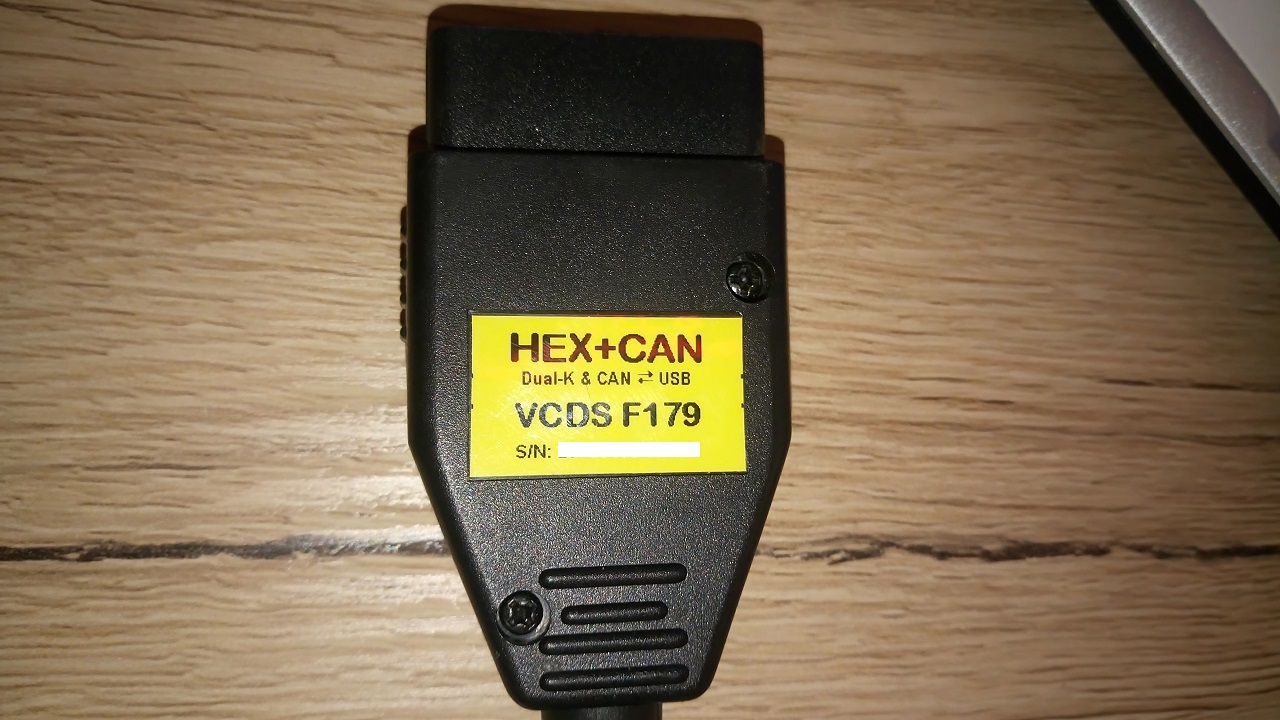 HEX+CAN
Dual-K & CAN ⇄ USB
VCDS F179
S/N: